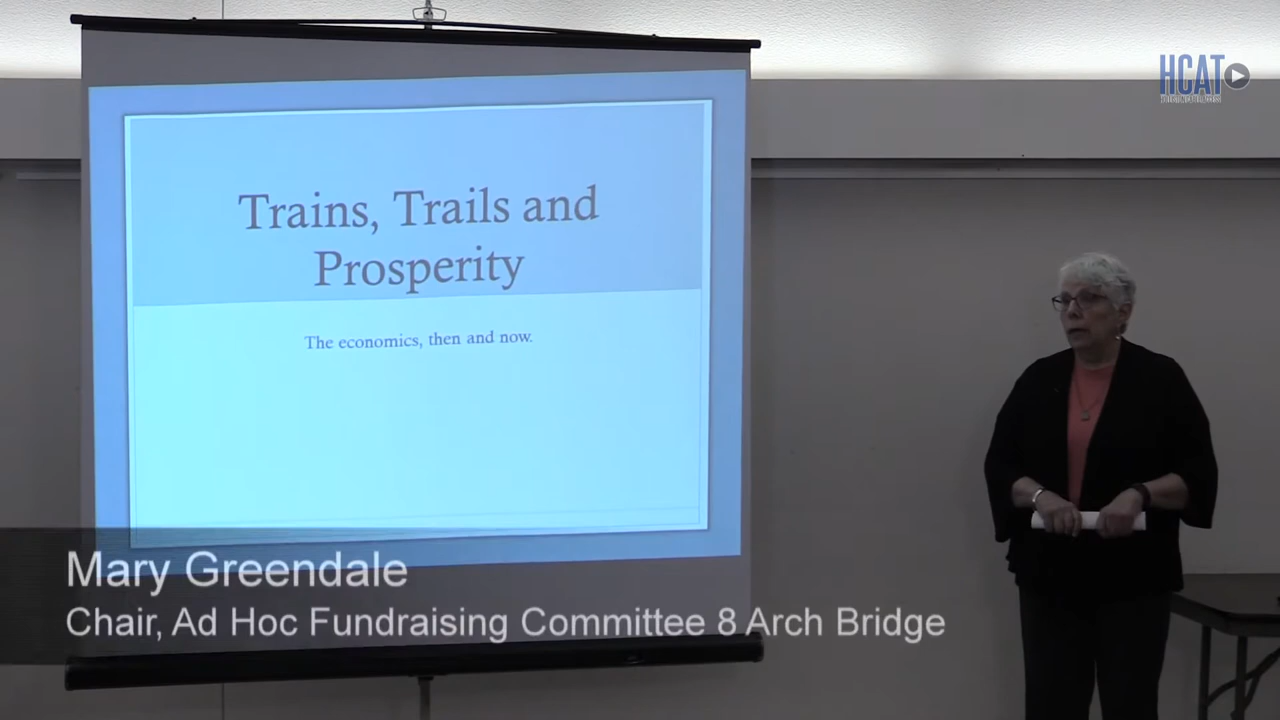 HCAT
Trains, Trails and
Prosperity
The economics, then and now.
Mary Greendale
Chair, Ad Hoc Fundraising Committee 8 Arch Bridge